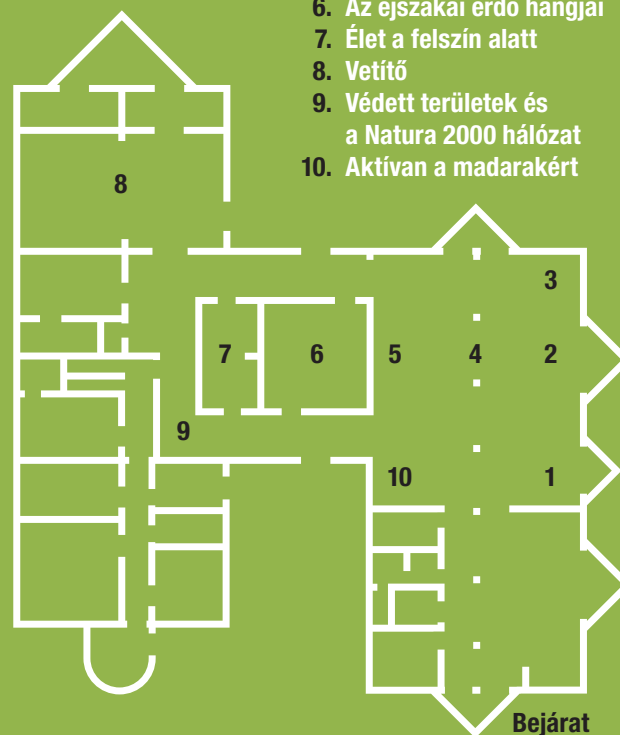 6. Az éjszakai erdő hangjai
7. Élet a felszín alatt
8. Vetítő
9. Védett területek és
a Natura 2000 hálózat
10. Aktívan a madarakért
8
3
7
6
5
4
2
9
10
1
Bejárat